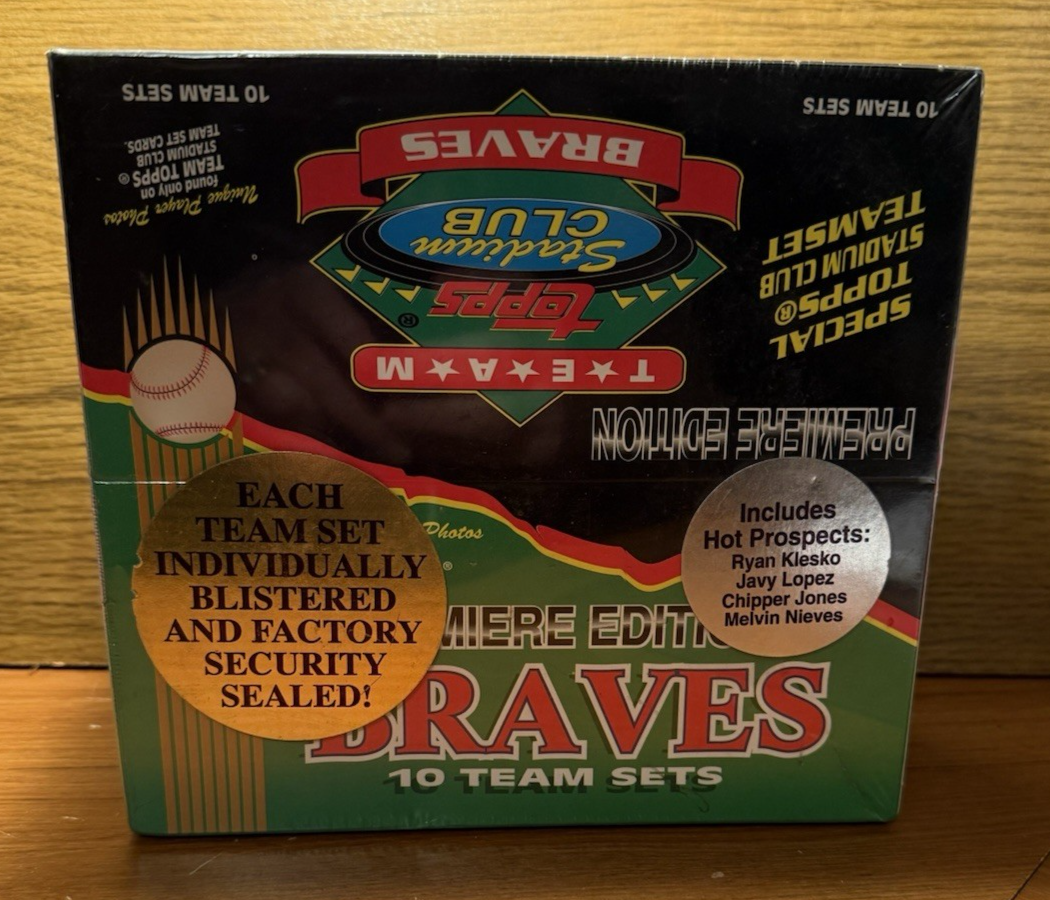 10 TEAM SETS
10 TEAM SETS
Unique Player Photos
found only on
TEAM TOPPS®
STADIUM CLUB
TEAM SET CARDS.
T★E★A★M
Topps®
Stadium
CLUB
BRAVES
SPECIAL
TOPPS®
STADIUM CLUB
TEAMSET
PREMIERE EDITION
EACH
TEAM SET
INDIVIDUALLY
BLISTERED
AND FACTORY
SECURITY
SEALED!
Photos
®
Includes
Hot Prospects:
Ryan Klesko
Javy Lopez
Chipper Jones
Melvin Nieves
MIERE EDITI
BRAVES
10 TEAM SETS